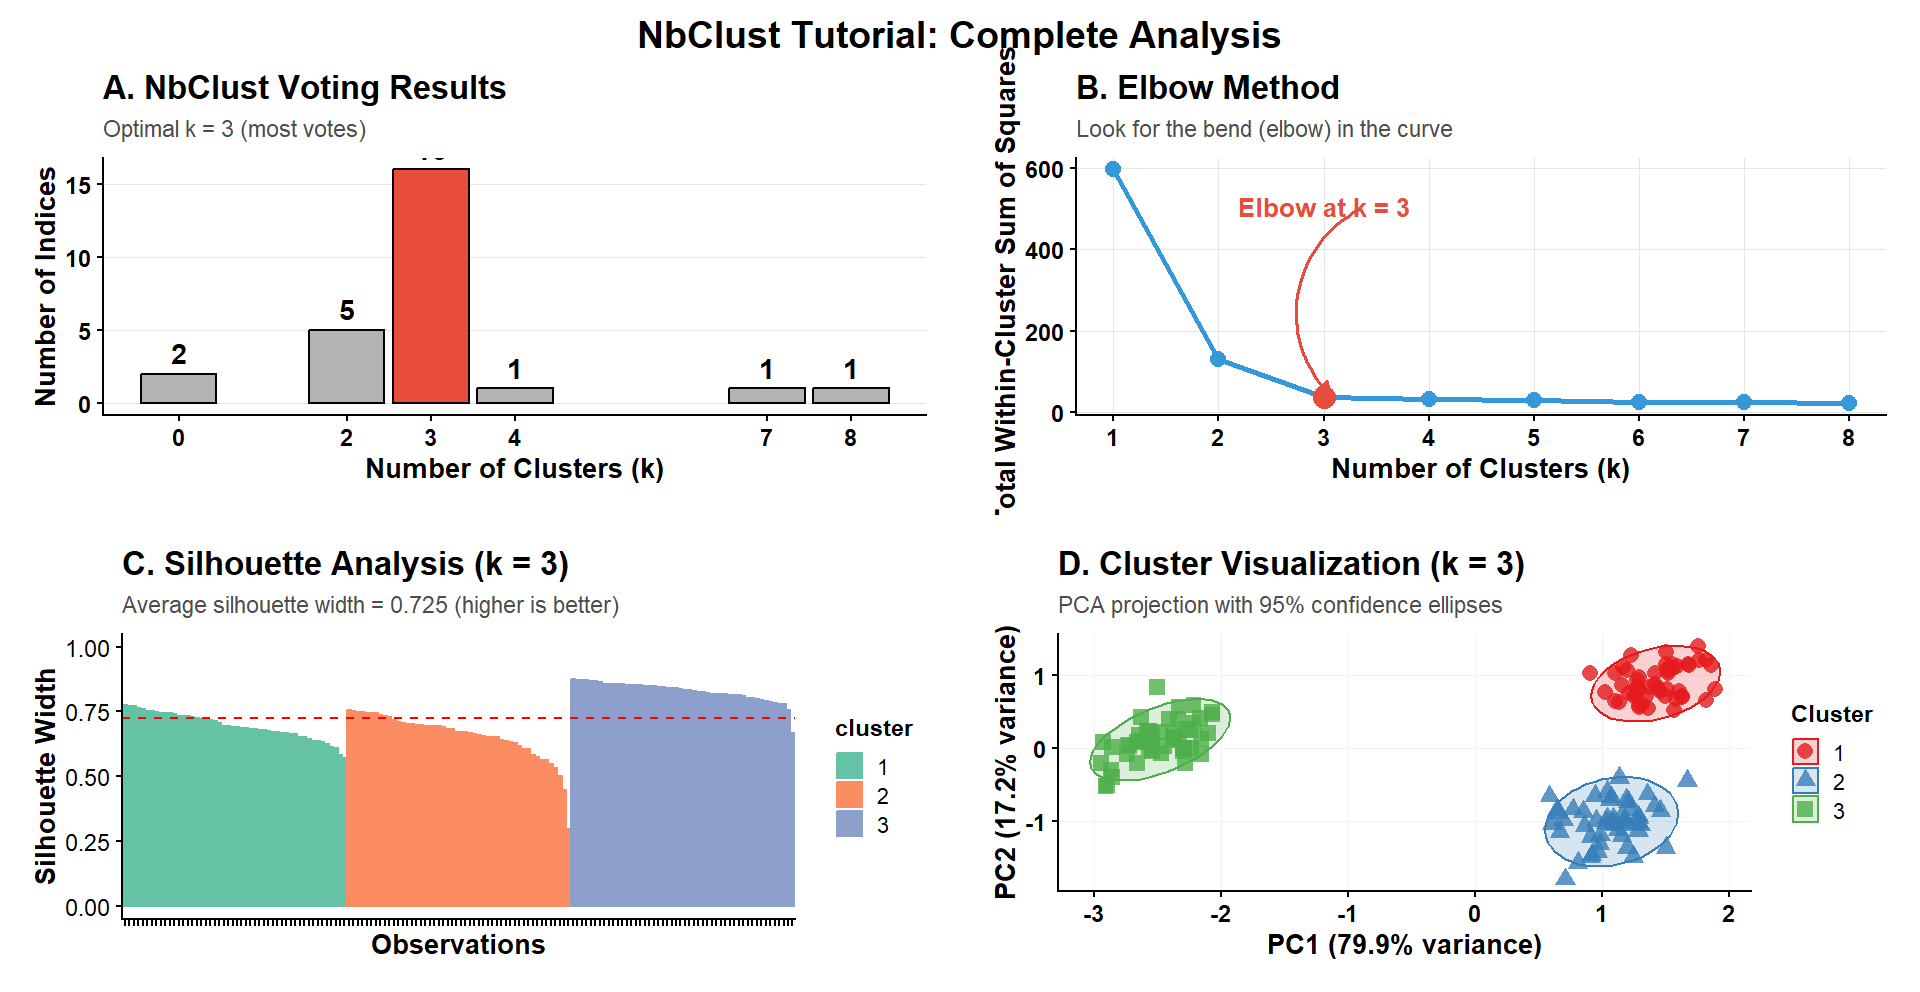 NbClust Tutorial: Complete Analysis
A. NbClust Voting Results
Optimal k = 3 (most votes)
Number of Indices
15
10
5
0
2
5
1
1
1
0
2
3
4
7
8
Number of Clusters (k)
B. Elbow Method
Look for the bend (elbow) in the curve
otal Within-Cluster Sum of Squares
600
400
200
0
Elbow at k = 3
1
2
3
4
5
6
7
8
Number of Clusters (k)
C. Silhouette Analysis (k = 3)
Average silhouette width = 0.725 (higher is better)
Silhouette Width
1.00
0.75
0.50
0.25
0.00
Observations
cluster
1
2
3
D. Cluster Visualization (k = 3)
PCA projection with 95% confidence ellipses
PC2 (17.2% variance)
1
0
-1
-3
-2
-1
0
1
2
PC1 (79.9% variance)
Cluster
1
2
3